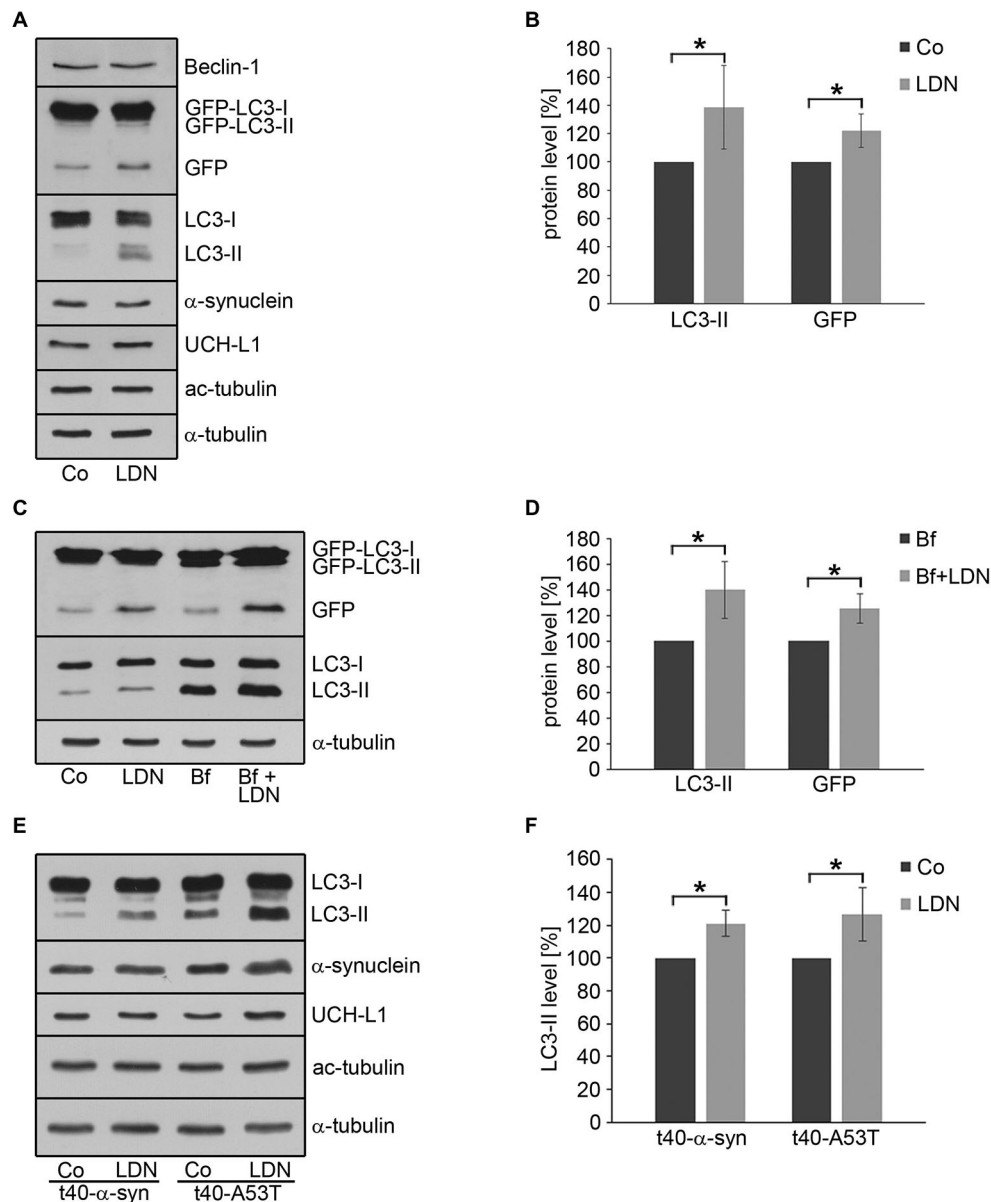 A
Beclin-1
GFP-LC3-I
GFP-LC3-II
GFP
LC3-I
LC3-II
α-synuclein
UCH-L1
ac-tubulin
α-tubulin
Co LDN
B
protein level [%]
180
160
140
120
100
80
60
40
20
0
* *
Co
LDN
LC3-II GFP
C
GFP-LC3-I
GFP-LC3-II
GFP
LC3-I
LC3-II
α-tubulin
Co LDN Bf Bf +
LDN
D
protein level [%]
180
160
140
120
100
80
60
40
20
0
* *
Bf
Bf+LDN
LC3-II GFP
E
LC3-I
LC3-II
α-synuclein
UCH-L1
ac-tubulin
α-tubulin
Co LDN Co LDN
t40-α-syn t40-A53T
F
LC3-II level [%]
160
140
120
100
80
60
40
20
0
* *
Co
LDN
t40-α-syn t40-A53T